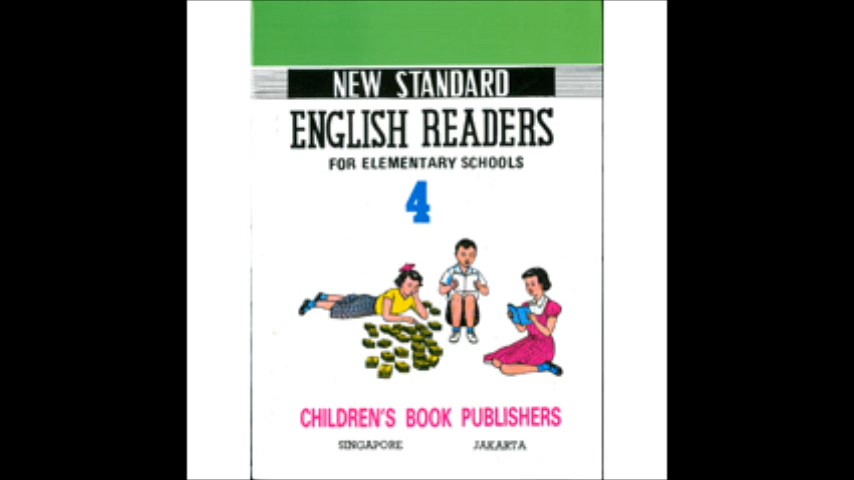 NEW STANDARD
ENGLISH READERS
FOR ELEMENTARY SCHOOLS
4
CHILDREN'S BOOK PUBLISHERS
SINGAPORE JAKARTA